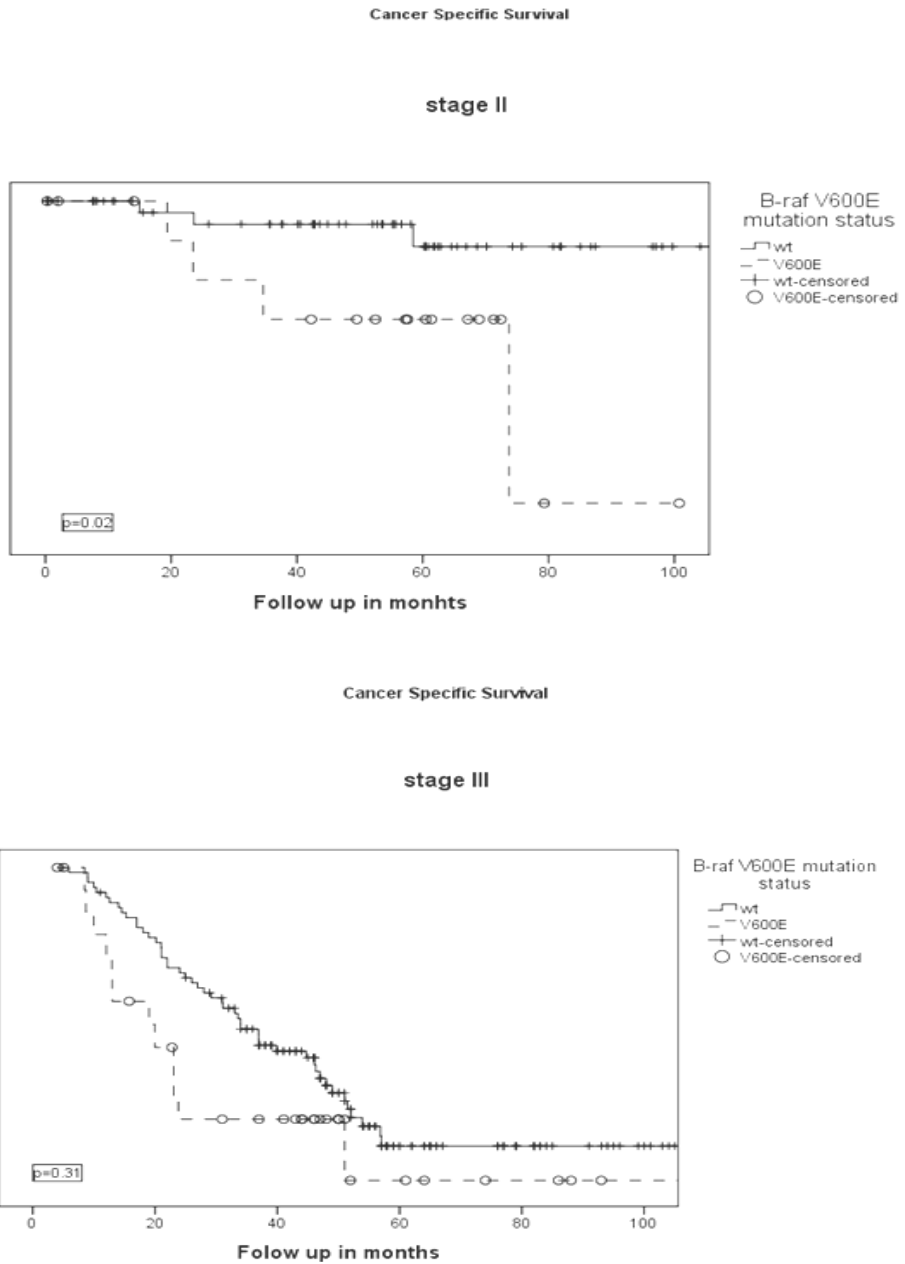 Cancer Specific Survival
stage II
B-raf V600E
mutation status
wt
V600E
wt-censored
V600E-censored
p=0.02
0 20 40 60 80 100
Follow up in monhts
Cancer Specific Survival
stage III
B-raf V600E mutation
status
wt
V600E
wt-censored
V600E-censored
p=0.31
0 20 40 60 80 100
Folow up in months